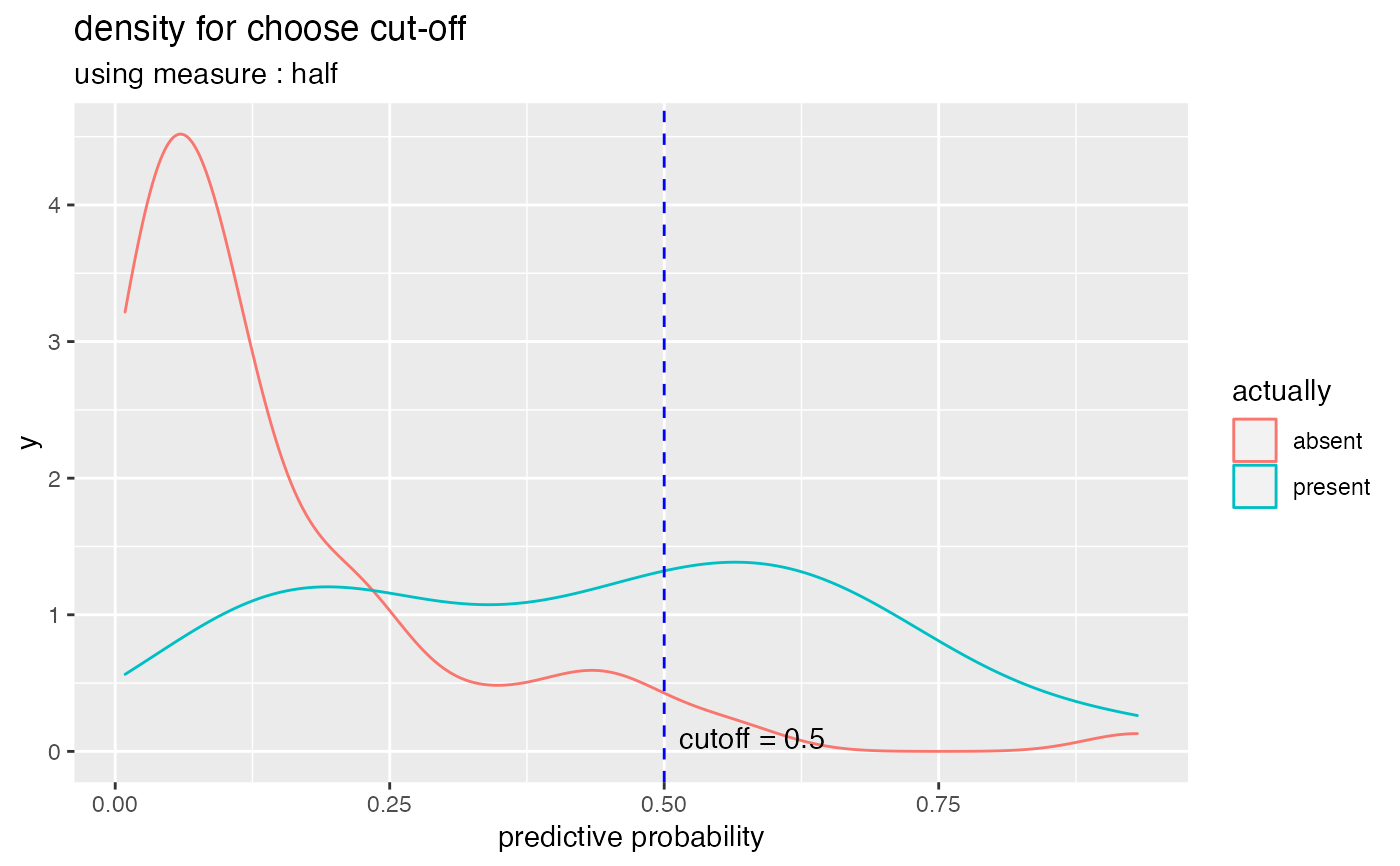 density for choose cut-off
using measure : half
4
3
2
1
0
y
cutoff = 0.5
0.00 0.25 0.50 0.75
predictive probability
actually
absent
present